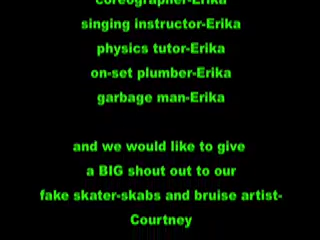 coreographer-Erika
singing instructor-Erika
physics tutor-Erika
on-set plumber-Erika
garbage man-Erika
and we would like to give
a BIG shout out to our
fake skater-skabs and bruise artist-
Courtney